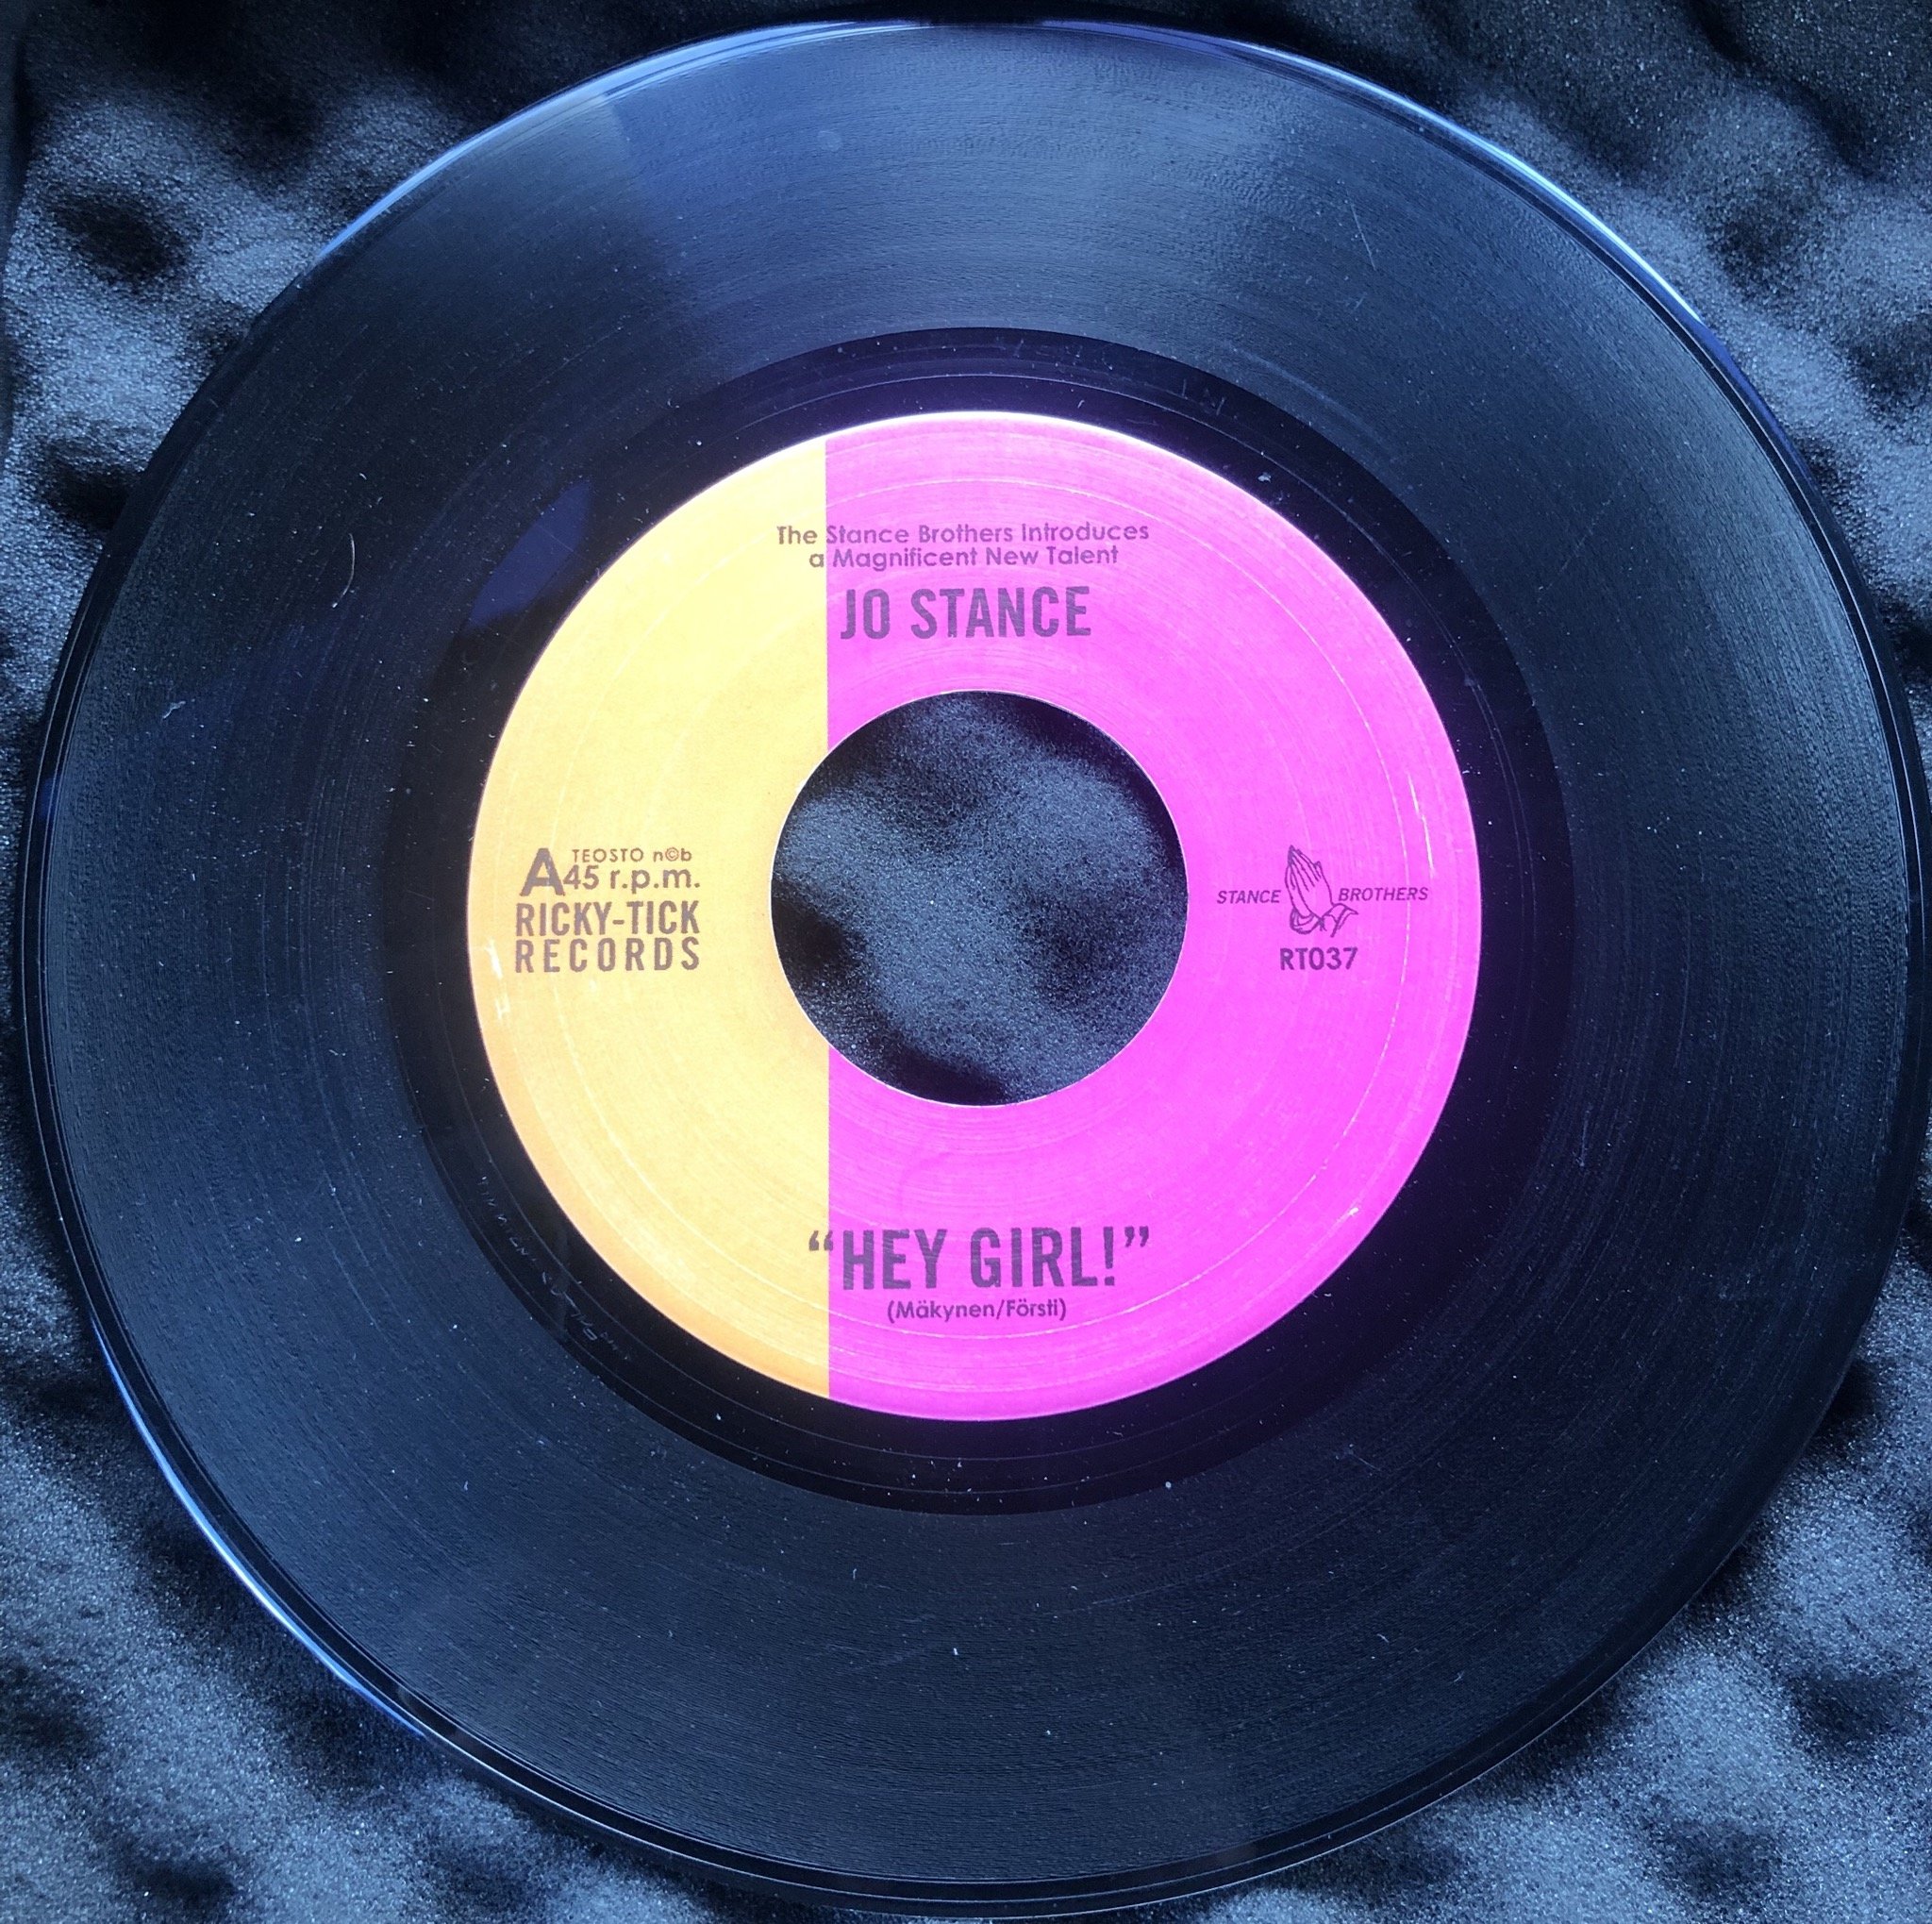 The Stance Brothers Introduces
a Magnificent New Talent
JO STANCE
A TEOSTO n©b
45 r.p.m.
RICKY-TICK
RECORDS
STANCE BROTHERS
RT037
“HEY GIRL!”
(Mäkynen/Försti)